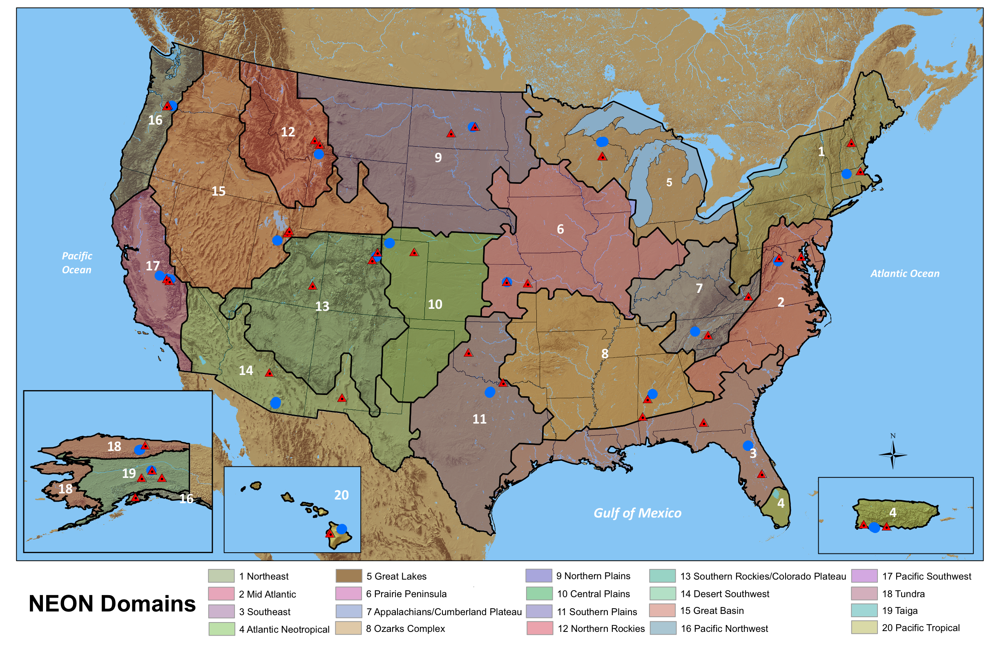 16
12
9
5
1
15
6
Pacific
Ocean
17
13
10
7
2
Atlantic Ocean
14
8
11
3
4
Gulf of Mexico
N
18
19
18
16
20
4
NEON Domains
1 Northeast
2 Mid Atlantic
3 Southeast
4 Atlantic Neotropical
5 Great Lakes
6 Prairie Peninsula
7 Appalachians/Cumberland Plateau
8 Ozarks Complex
9 Northern Plains
10 Central Plains
11 Southern Plains
12 Northern Rockies
13 Southern Rockies/Colorado Plateau
14 Desert Southwest
15 Great Basin
16 Pacific Northwest
17 Pacific Southwest
18 Tundra
19 Taiga
20 Pacific Tropical